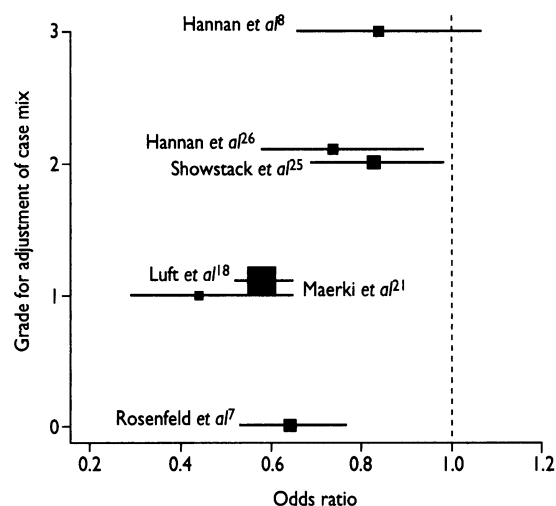 3
Hannan et al8
Hannan et al26
2
Showstack et al25
Luft et al18
Maerki et al21
1
Rosenfeld et al7
0
0.2 0.4 0.6 0.8 1.0 1.2
Odds ratio
Grade for adjustment of case mix